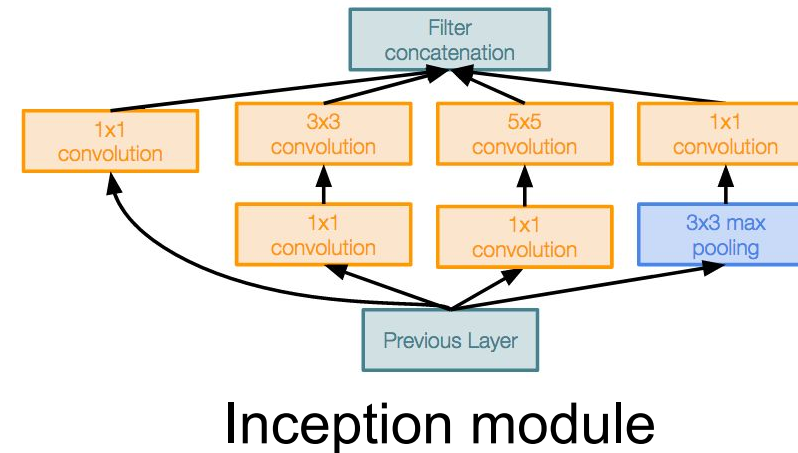 Filter
concatenation
1x1
convolution
3x3
convolution
5x5
convolution
1x1
convolution
1x1
convolution
1x1
convolution
3x3 max
pooling
Previous Layer
Inception module